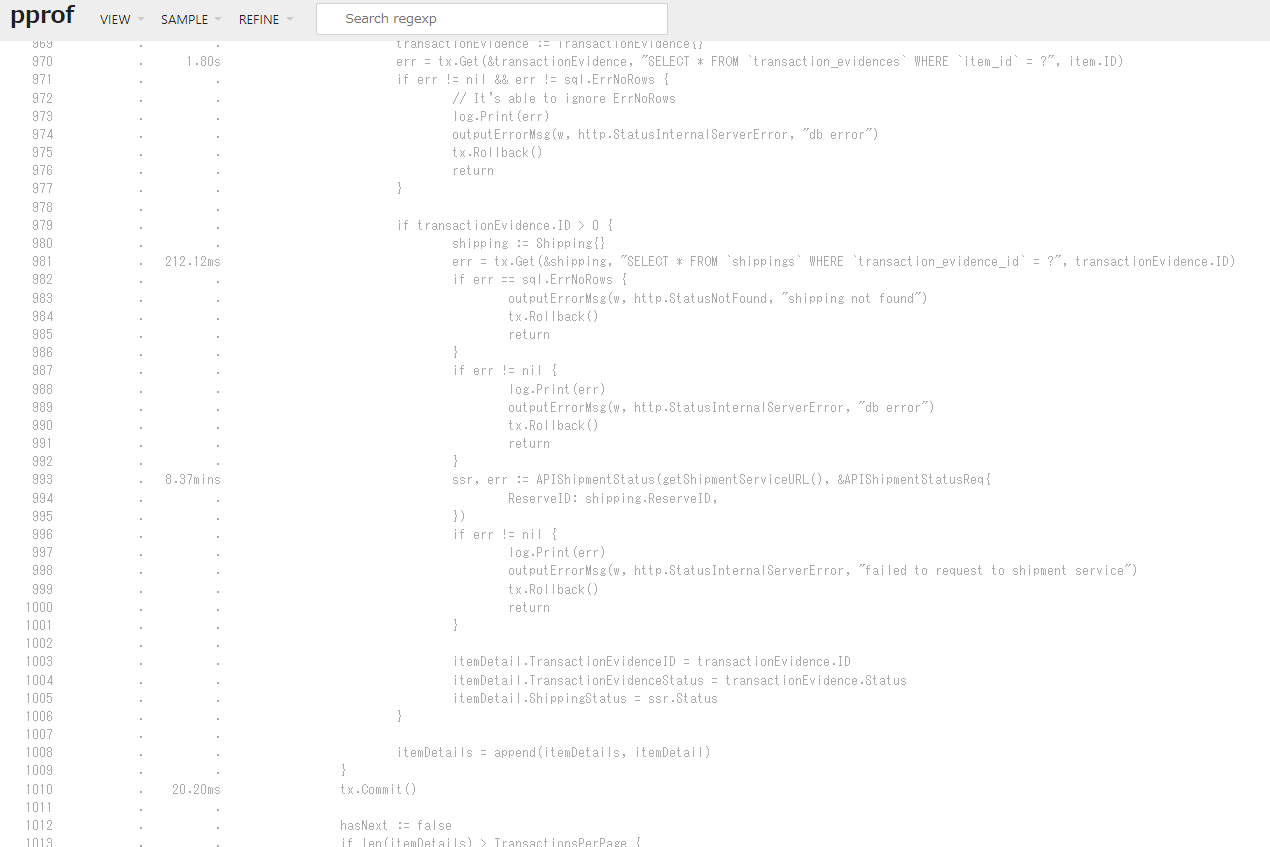 pprof VIEW SAMPLE REFINE Search regexp
969 . . transactionEvidence := TransactionEvidence{}
970 . 1.80s err = tx.Get(&transactionEvidence, "SELECT * FROM `transaction_evidences` WHERE `item_id` = ?", item.ID)
971 . . if err != nil && err != sql.ErrNoRows {
972 . . // It's able to ignore ErrNoRows
973 . . log.Print(err)
974 . . outputErrorMsg(w, http.StatusInternalServerError, "db error")
975 . . tx.Rollback()
976 . . return
977 . . }
978 . .
979 . . if transactionEvidence.ID > 0 {
980 . . shipping := Shipping{}
981 . 212.12ms err = tx.Get(&shipping, "SELECT * FROM `shippings` WHERE `transaction_evidence_id` = ?", transactionEvidence.ID)
982 . . if err == sql.ErrNoRows {
983 . . outputErrorMsg(w, http.StatusNotFound, "shipping not found")
984 . . tx.Rollback()
985 . . return
986 . . }
987 . . if err != nil {
988 . . log.Print(err)
989 . . outputErrorMsg(w, http.StatusInternalServerError, "db error")
990 . . tx.Rollback()
991 . . return
992 . . }
993 . 8.37mins ssr, err := APIShipmentStatus(getShipmentServiceURL(), &APIShipmentStatusReq{
994 . . ReserveID: shipping.ReserveID,
995 . . })
996 . . if err != nil {
997 . . log.Print(err)
998 . . outputErrorMsg(w, http.StatusInternalServerError, "failed to request to shipment service")
999 . . tx.Rollback()
1000 . . return
1001 . . }
1002 . .
1003 . . itemDetail.TransactionEvidenceID = transactionEvidence.ID
1004 . . itemDetail.TransactionEvidenceStatus = transactionEvidence.Status
1005 . . itemDetail.ShippingStatus = ssr.Status
1006 . . }
1007 . .
1008 . . itemDetails = append(itemDetails, itemDetail)
1009 . . }
1010 . 20.20ms tx.Commit()
1011 . .
1012 . . hasNext := false
1013 . . if len(itemDetails) > TransactionsPerPage {